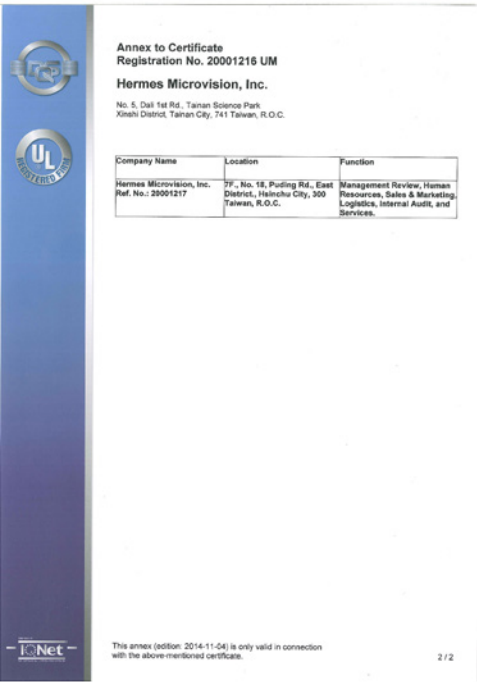 Annex to Certificate
Registration No. 20001216 UM
Hermes Microvision, Inc.
No. 5, Dali 1st Rd., Tainan Science Park
Xinshi District, Tainan City, 741 Taiwan, R.O.C.
DQS
UL
REGISTERED FIRM
Company Name
Location
Function
Hermes Microvision, Inc.
Ref. No.: 20001217
7F., No. 18, Puding Rd., East
District., Hsinchu City, 300
Taiwan, R.O.C.
Management Review, Human
Resources, Sales & Marketing,
Logistics, Internal Audit, and
Services.
IQNet
This annex (edition: 2014-11-04) is only valid in connection
with the above-mentioned certificate.
2 / 2